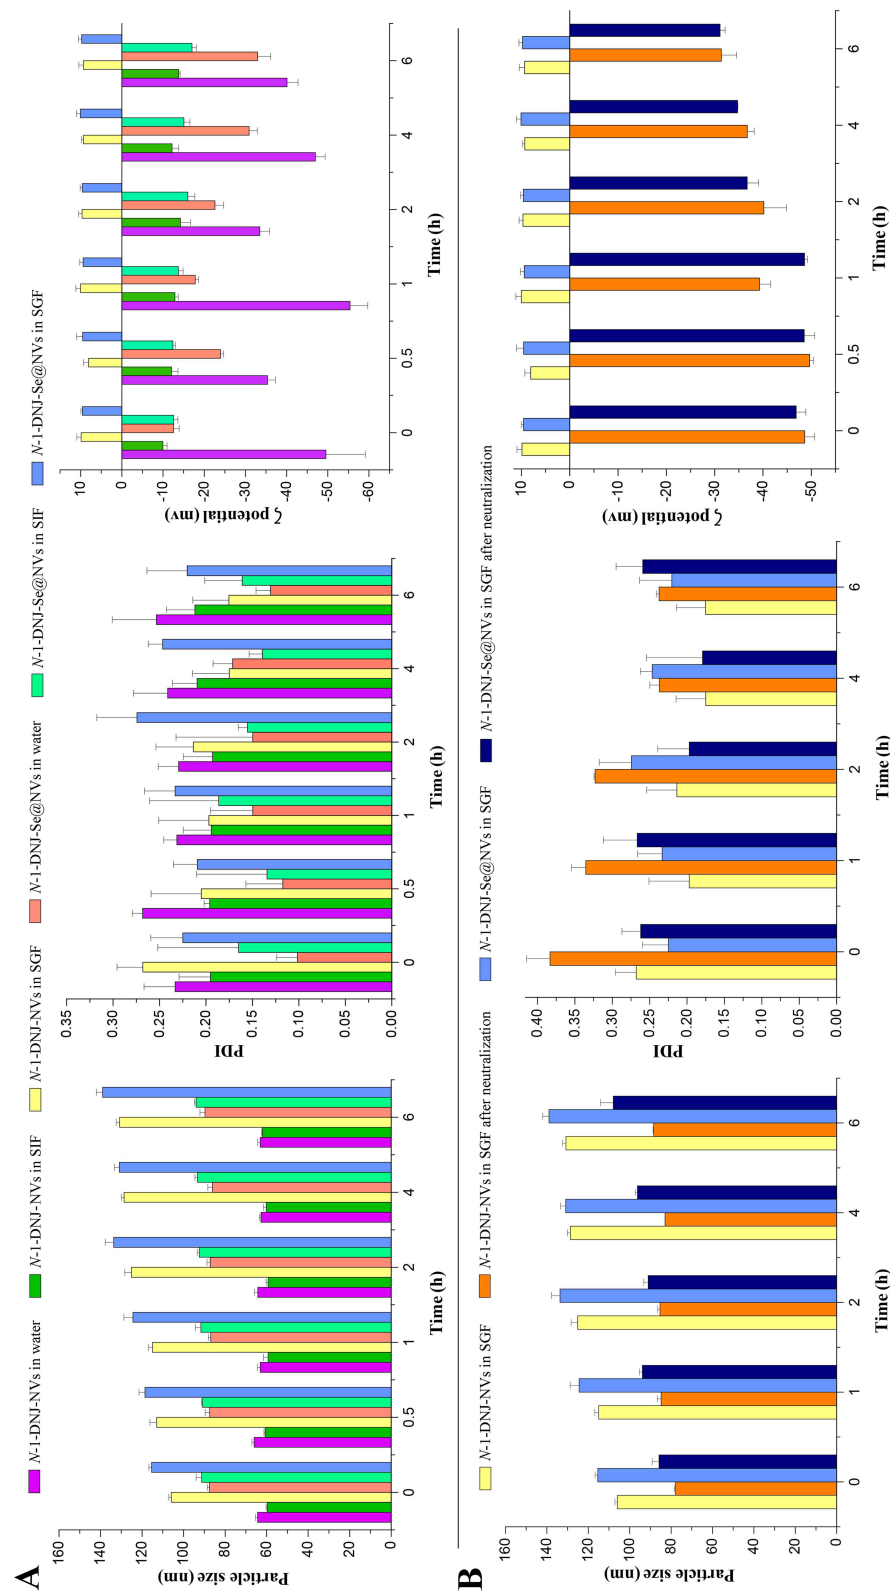 A
N-1-DNJ-NVs in water
N-1-DNJ-NVs in SIF
N-1-DNJ-NVs in SGF
N-1-DNJ-Se@NVs in water
N-1-DNJ-Se@NVs in SIF
N-1-DNJ-Se@NVs in SGF
Particle size (nm)
160
140
120
100
80
60
40
20
0
0 0.5 1 2 4 6
Time (h)
PDI
0.35
0.30
0.25
0.20
0.15
0.10
0.05
0.00
0 0.5 1 2 4 6
Time (h)
ζ potential (mv)
10
0
-10
-20
-30
-40
-50
-60
0 0.5 1 2 4 6
Time (h)
B
N-1-DNJ-NVs in SGF
N-1-DNJ-NVs in SGF after neutralization
N-1-DNJ-Se@NVs in SGF
N-1-DNJ-Se@NVs in SGF after neutralization
Particle size (nm)
160
140
120
100
80
60
40
20
0
0 1 2 4 6
Time (h)
PDI
0.40
0.35
0.30
0.25
0.20
0.15
0.10
0.05
0.00
0 1 2 4 6
Time (h)
ζ potential (mv)
10
0
-10
-20
-30
-40
-50
0 0.5 1 2 4 6
Time (h)